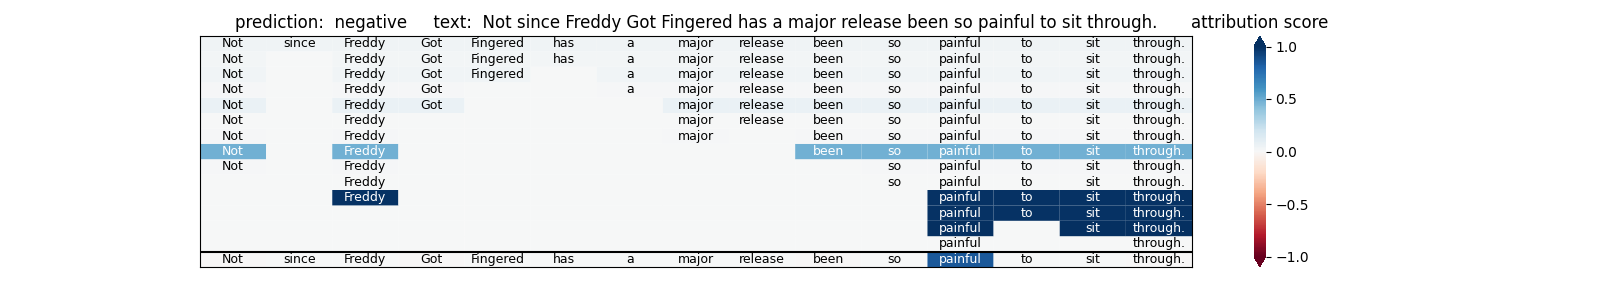 prediction:  negative     text:  Not since Freddy Got Fingered has a major release been so painful to sit through.     attribution score
Not since Freddy Got Fingered has a major release been so painful to sit through. 1.0
Not Freddy Got Fingered has a major release been so painful to sit through.
Not Freddy Got Fingered a major release been so painful to sit through.
Not Freddy Got a major release been so painful to sit through.
Not Freddy Got major release been so painful to sit through. 0.5
Not Freddy major release been so painful to sit through.
Not Freddy major been so painful to sit through.
Not Freddy been so painful to sit through. 0.0
Not Freddy so painful to sit through.
Freddy so painful to sit through.
Freddy painful to sit through. −0.5
painful to sit through.
painful sit through.
painful through.
Not since Freddy Got Fingered has a major release been so painful to sit through. −1.0